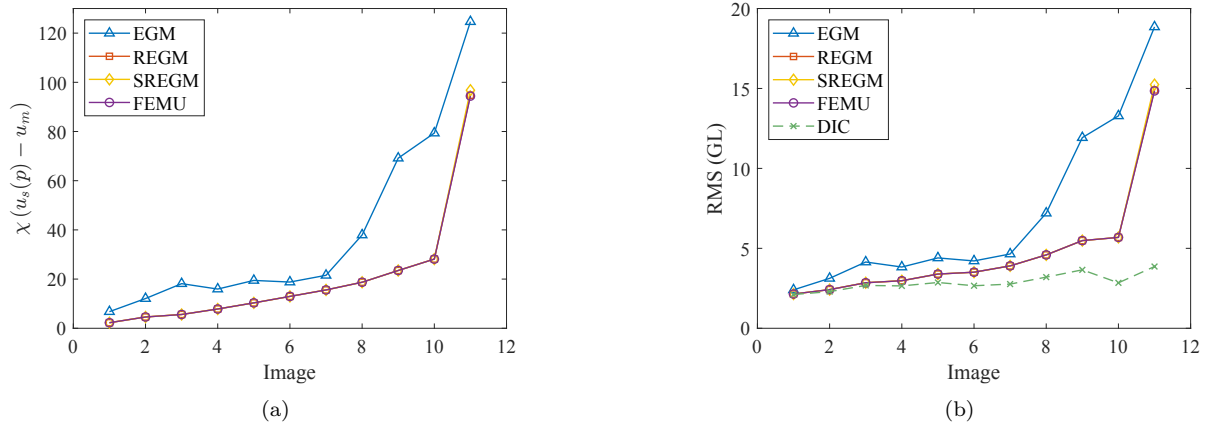 120
100
80
60
40
20
0
0 2 4 6 8 10 12
χ (u_s(p) − u_m)
Image
EGM
REGM
SREGM
FEMU
(a)
20
15
10
5
0
0 2 4 6 8 10 12
RMS (GL)
Image
EGM
REGM
SREGM
FEMU
DIC
(b)